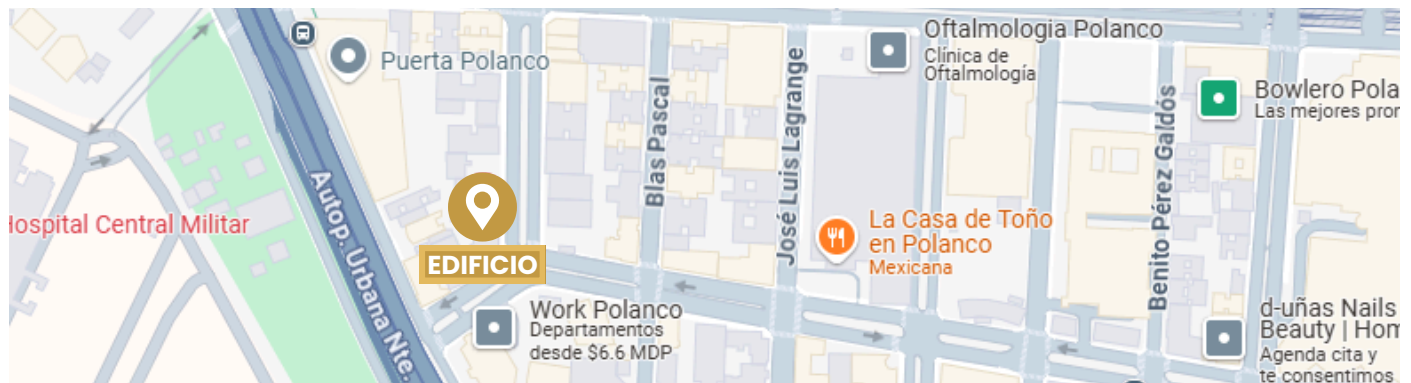 Oftalmologia Polanco
Clínica de
Oftalmología
Puerta Polanco
Blas Pascal
José Luis Lagrange
Benito Pérez Galdós
Bowlero Pola
Las mejores pror
Autop. Urbana Nte.
Hospital Central Militar
EDIFICIO
La Casa de Toño
en Polanco
Mexicana
Work Polanco
Departamentos
desde $6.6 MDP
d-uñas Nails
Beauty | Hom
Agenda cita y
te consentimos